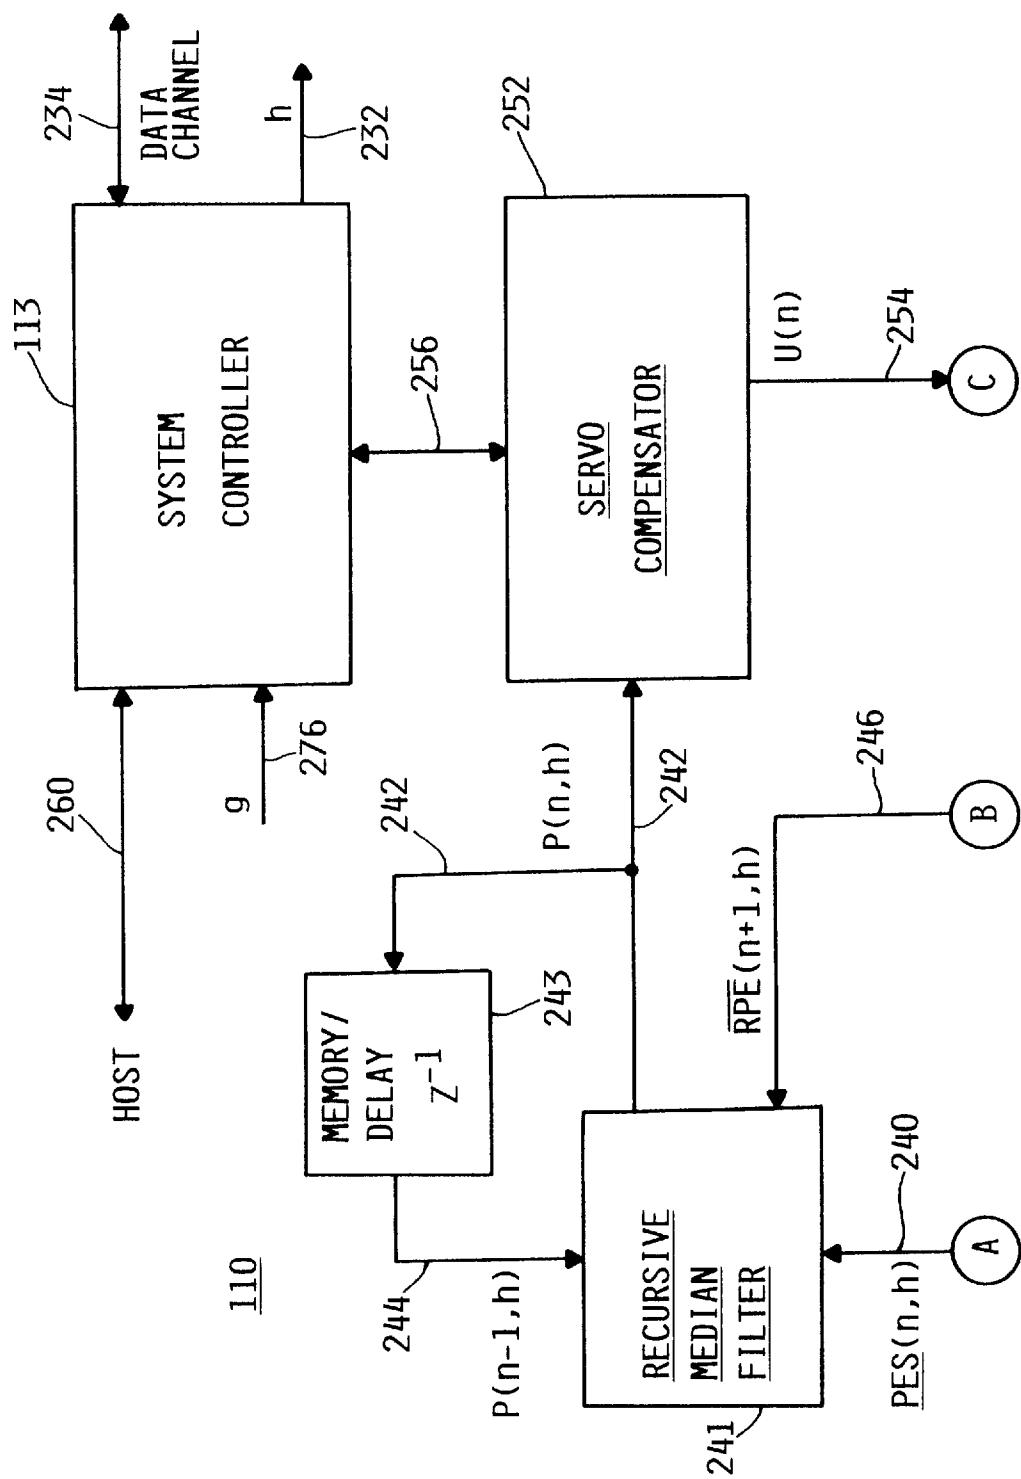 110
HOST
260
g
276
113
SYSTEM
CONTROLLER
234
DATA
CHANNEL
h
232
256
252
SERVO
COMPENSATOR
U(n)
254
C
MEMORY/
DELAY
Z⁻¹
243
242
P(n,h)
242
244
P(n-1,h)
RECURSIVE
MEDIAN
FILTER
241
RPE(n+1,h)
246
B
PES(n,h)
240
A